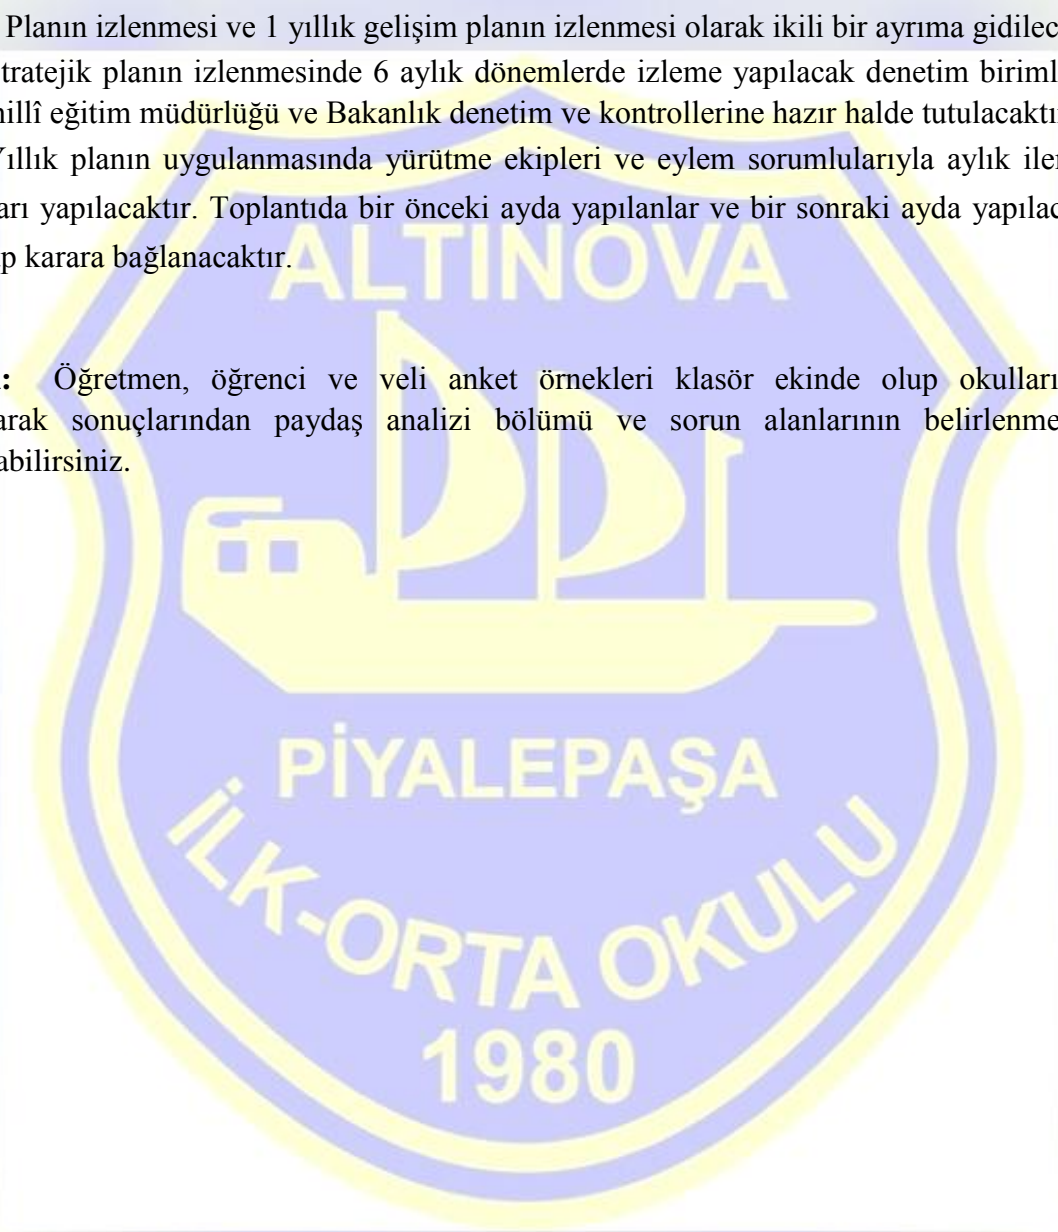 Planın izlenmesi ve 1 yıllık gelişim planın izlenmesi olarak ikili bir ayrıma gidilec
tratejik planın izlenmesinde 6 aylık dönemlerde izleme yapılacak denetim birimle
illî eğitim müdürlüğü ve Bakanlık denetim ve kontrollerine hazır halde tutulacaktır
Yıllık planın uygulanmasında yürütme ekipleri ve eylem sorumlularıyla aylık iler
arı yapılacaktır. Toplantıda bir önceki ayda yapılanlar ve bir sonraki ayda yapılac
p karara bağlanacaktır.
: Öğretmen, öğrenci ve veli anket örnekleri klasör ekinde olup okulları
arak sonuçlarından paydaş analizi bölümü ve sorun alanlarının belirlenme
abilirsiniz.
ALTINOVA
PİYALEPAŞA
İLK-ORTA OKULU
1980